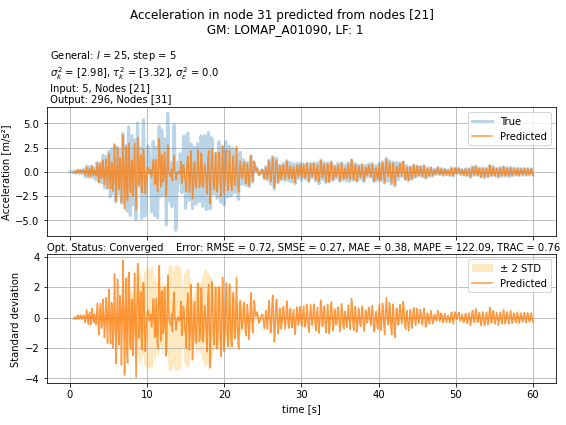 Acceleration in node 31 predicted from nodes [21]
GM: LOMAP_A01090, LF: 1
General: l = 25, step = 5
σ²ₖ = [2.98], τ²ₖ = [3.32], σ²ε = 0.0
Input: 5, Nodes [21]
Output: 296, Nodes [31]
True
Predicted
Acceleration [m/s²]
5.0
2.5
0.0
−2.5
−5.0
Opt. Status: Converged Error: RMSE = 0.72, SMSE = 0.27, MAE = 0.38, MAPE = 122.09, TRAC = 0.76
± 2 STD
Predicted
Standard deviation
4
2
0
−2
−4
0 10 20 30 40 50 60
time [s]